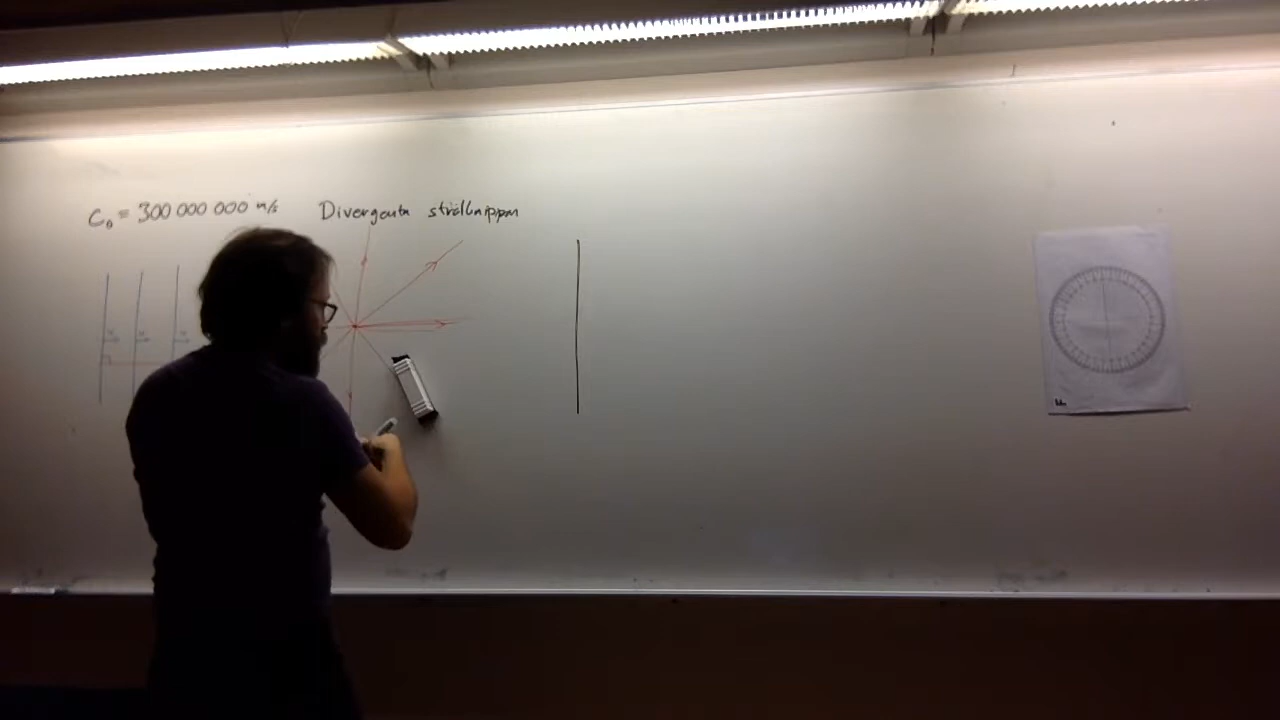 C₀ = 300 000 000 m/s
Divergenta strålknippen
F